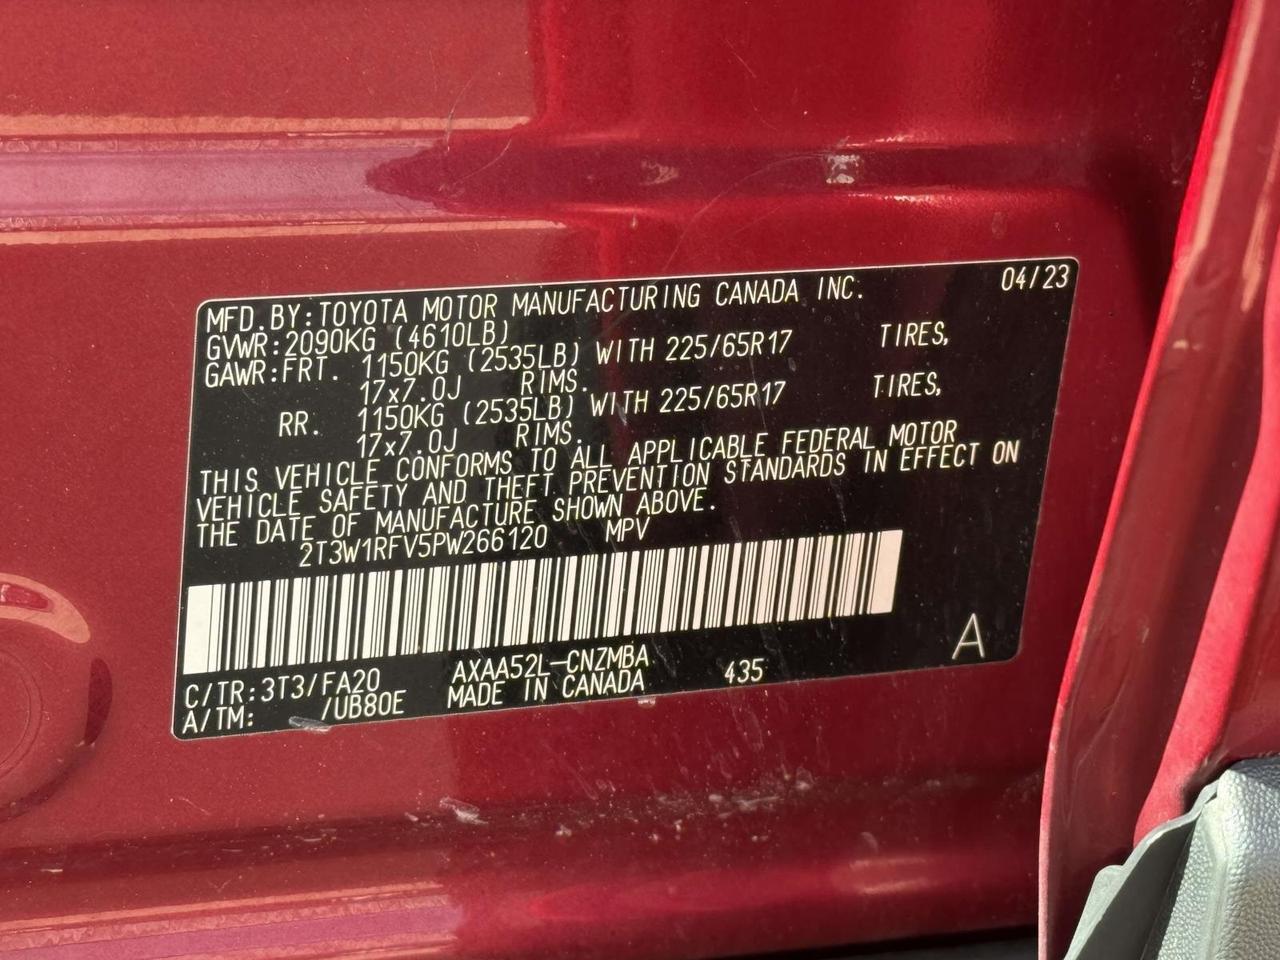 04/23
MFD.BY:TOYOTA MOTOR MANUFACTURING CANADA INC.
GVWR:2090KG (4610LB)
GAWR:FRT. 1150KG (2535LB) WITH 225/65R17 TIRES,
17x7.0J RIMS.
RR. 1150KG (2535LB) WITH 225/65R17 TIRES,
17x7.0J RIMS.
THIS VEHICLE CONFORMS TO ALL APPLICABLE FEDERAL MOTOR
VEHICLE SAFETY AND THEFT PREVENTION STANDARDS IN EFFECT ON
THE DATE OF MANUFACTURE SHOWN ABOVE.
2T3W1RFV5PW266120 MPV
A
C/TR:3T3/FA20 AXAA52L-CNZMBA 435
A/TM: /UB80E MADE IN CANADA